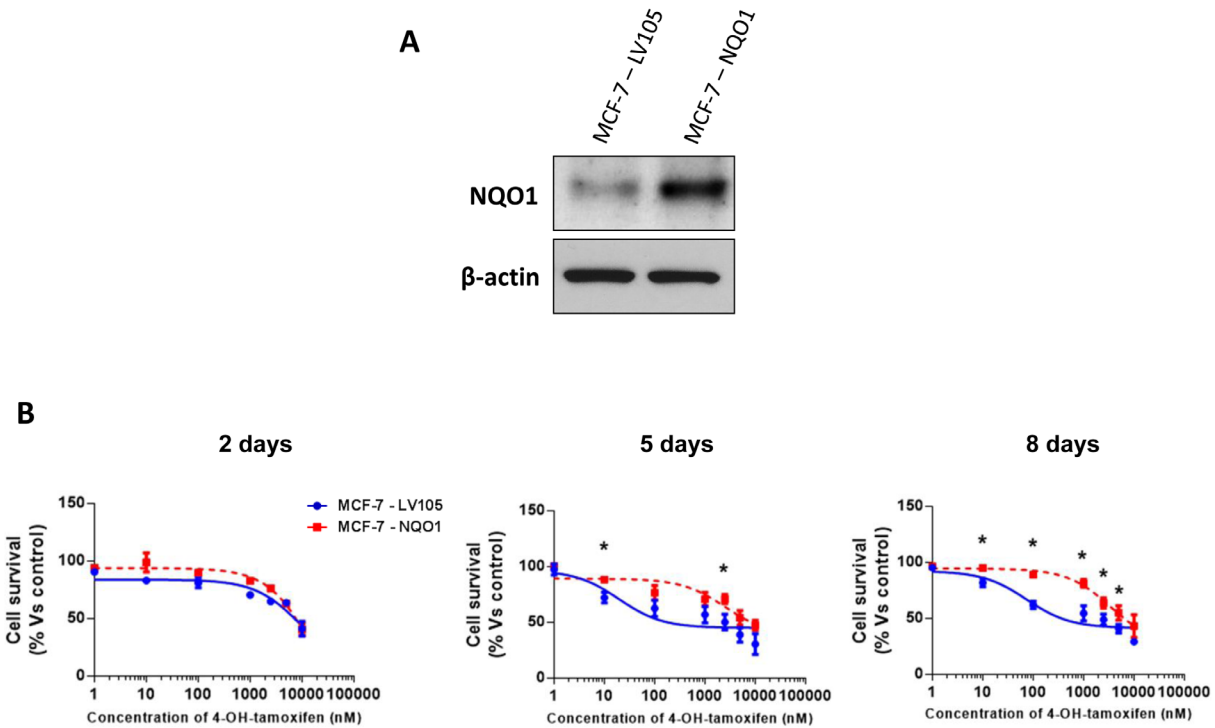 A
MCF-7 – LV105
MCF-7 – NQO1
NQO1
β-actin
B
2 days
5 days
8 days
MCF-7 - LV105
MCF-7 - NQO1
Cell survival
(% Vs control)
150
100
50
0
1 10 100 1000 10000 100000
Concentration of 4-OH-tamoxifen (nM)
Cell survival
(% Vs control)
150
100
50
0
* *
1 10 100 1000 10000 100000
Concentration of 4-OH-tamoxifen (nM)
Cell survival
(% Vs control)
150
100
50
0
* * * * *
1 10 100 1000 10000 100000
Concentration of 4-OH-tamoxifen (nM)